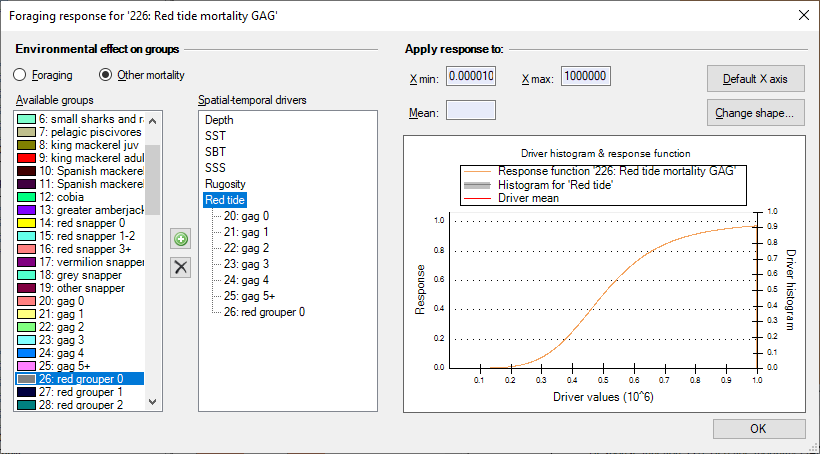 Foraging response for '226: Red tide mortality GAG'
Environmental effect on groups
Foraging
Other mortality
Available groups
6: small sharks and ra
7: pelagic piscivores
8: king mackerel juv
9: king mackerel adul
10: Spanish mackere
11: Spanish mackere
12: cobia
13: greater amberjack
14: red snapper 0
15: red snapper 1-2
16: red snapper 3+
17: vermilion snapper
18: grey snapper
19: other snapper
20: gag 0
21: gag 1
22: gag 2
23: gag 3
24: gag 4
25: gag 5+
26: red grouper 0
27: red grouper 1
28: red grouper 2
Spatial-temporal drivers
Depth
SST
SBT
SSS
Rugosity
Red tide
20: gag 0
21: gag 1
22: gag 2
23: gag 3
24: gag 4
25: gag 5+
26: red grouper 0
Apply response to:
X min: 0.000010 X max: 1000000 Default X axis
Mean: Change shape...
Driver histogram & response function
Response function '226: Red tide mortality GAG'
Histogram for 'Red tide'
Driver mean
Response
1.0
0.8
0.6
0.4
0.2
0.0
0.1 0.2 0.3 0.4 0.5 0.6 0.7 0.8 0.9 1.0
Driver values (10^6)
1.0
0.9
0.8
0.7
0.6
0.5
0.4
0.3
0.2
0.1
0.0
Driver histogram
OK